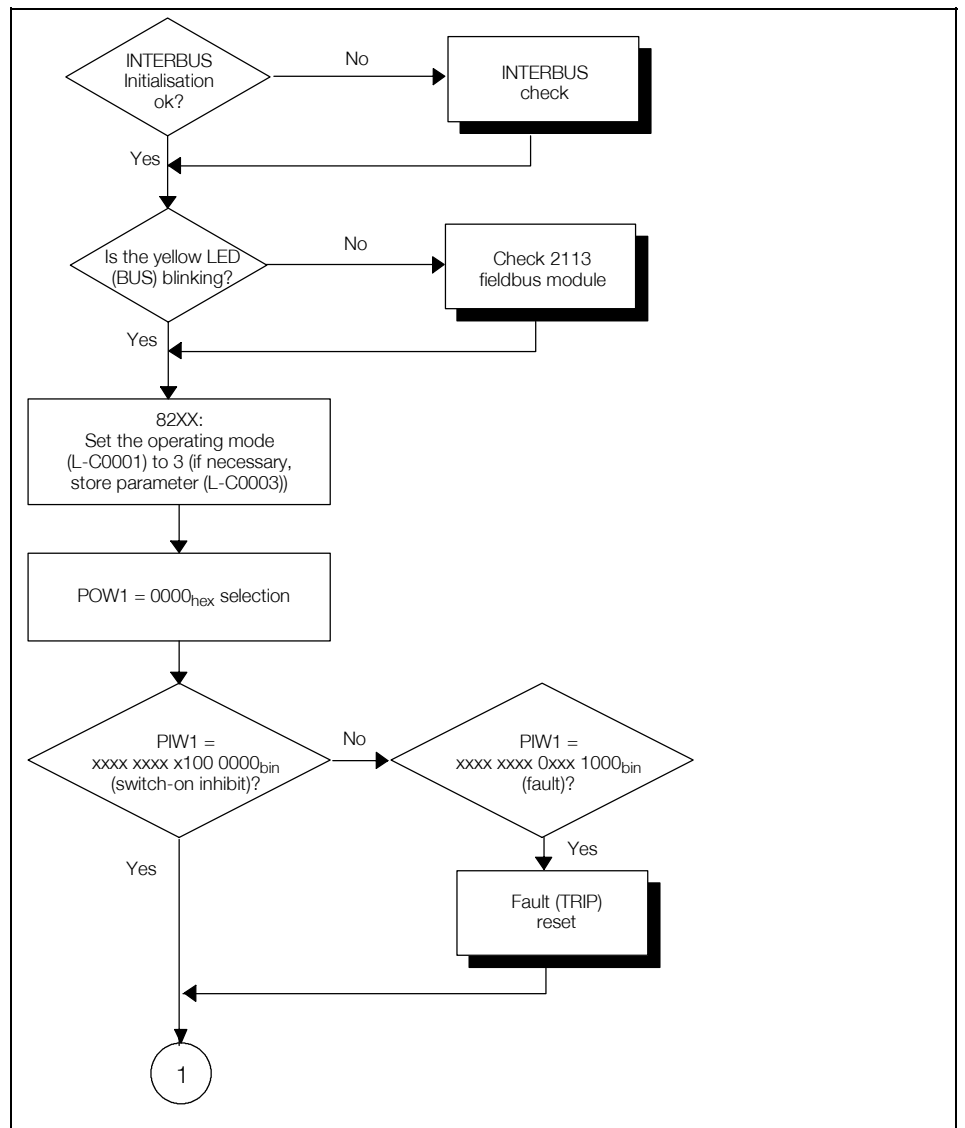 INTERBUS
Initialisation
ok?
No
INTERBUS
check
Yes
Is the yellow LED
(BUS) blinking?
No
Check 2113
fieldbus module
Yes
82XX:
Set the operating mode
(L-C0001) to 3 (if necessary,
store parameter (L-C0003))
POW1 = 0000hex selection
PIW1 =
xxxx xxxx x100 0000bin
(switch-on inhibit)?
No
PIW1 =
xxxx xxxx 0xxx 1000bin
(fault)?
Yes
Yes
Fault (TRIP)
reset
1